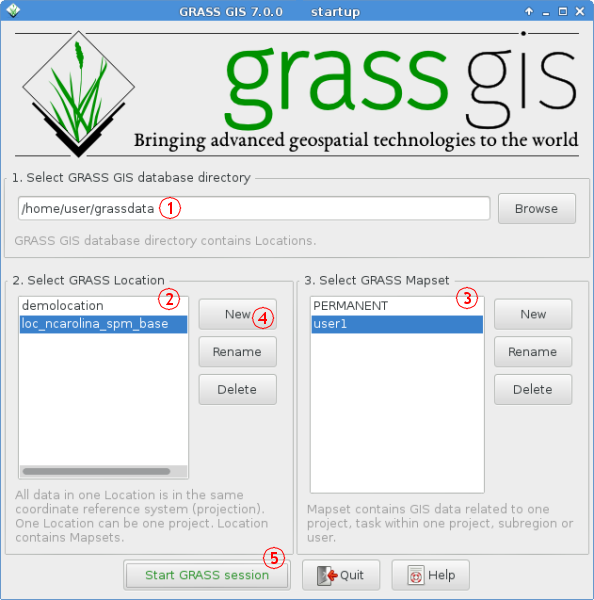 GRASS GIS 7.0.0 startup
grass gis
Bringing advanced geospatial technologies to the world
1. Select GRASS GIS database directory
/home/user/grassdata 1 Browse
GRASS GIS database directory contains Locations.
2. Select GRASS Location
2
demolocation
loc_ncarolina_spm_base
New 4
Rename
Delete
All data in one Location is in the same
coordinate reference system (projection).
One Location can be one project. Location
contains Mapsets.
3. Select GRASS Mapset
3
PERMANENT
user1
New
Rename
Delete
Mapset contains GIS data related to one
project, task within one project, subregion or
user.
5
Start GRASS session Quit Help